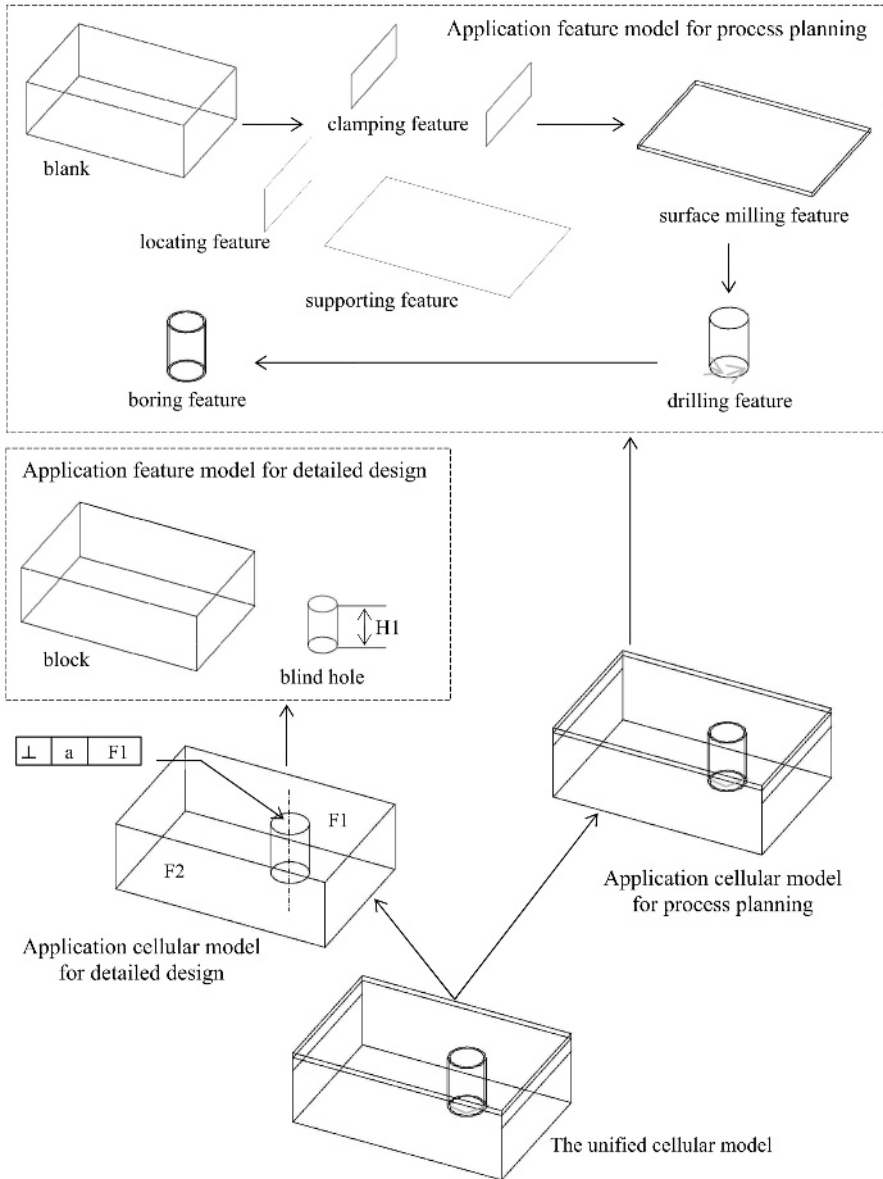 Application feature model for process planning
clamping feature
blank
surface milling feature
locating feature
supporting feature
boring feature
drilling feature
Application feature model for detailed design
H1
block
blind hole
⊥ a F1
F1
F2
Application cellular model
for process planning
Application cellular model
for detailed design
The unified cellular model